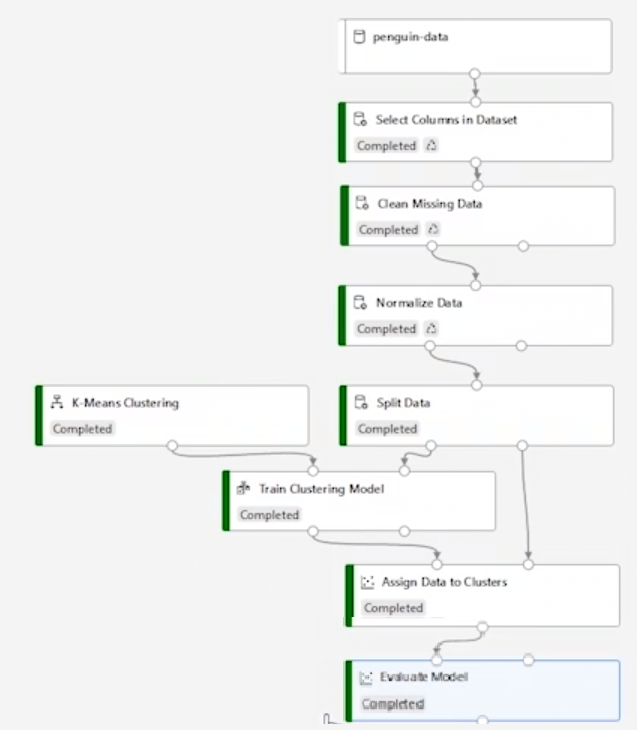 penguin-data
Select Columns in Dataset
Completed
Clean Missing Data
Completed
Normalize Data
Completed
K-Means Clustering
Completed
Split Data
Completed
Train Clustering Model
Completed
Assign Data to Clusters
Completed
Evaluate Model
Completed